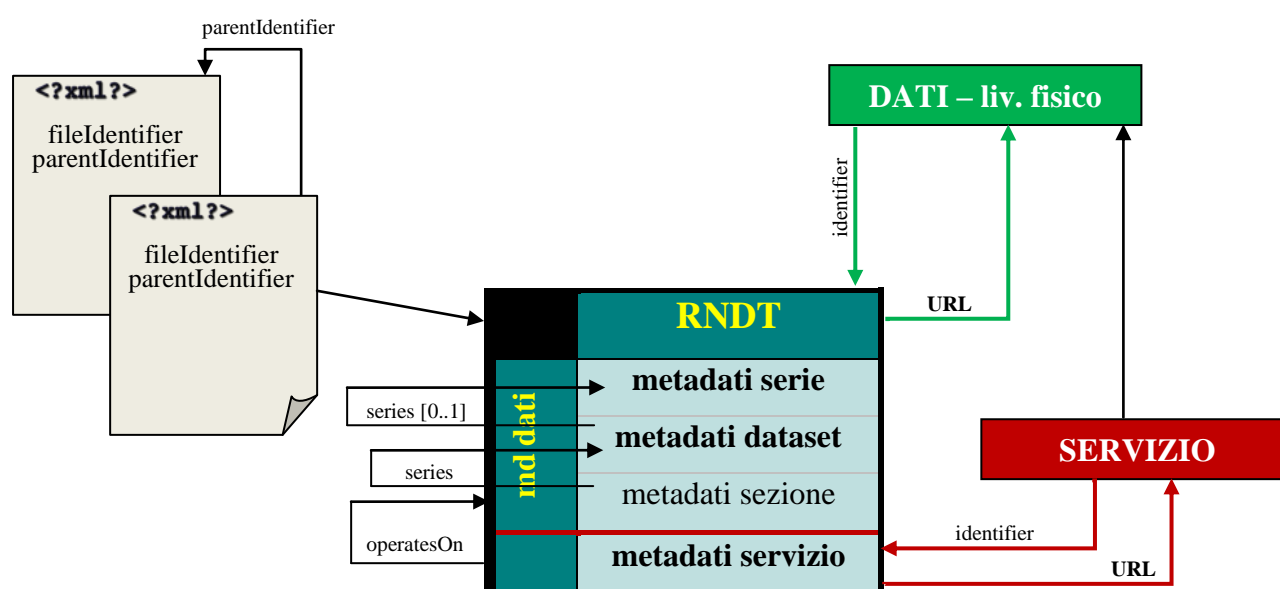 parentIdentifier
<?xml?>
fileIdentifier
parentIdentifier
<?xml?>
fileIdentifier
parentIdentifier
DATI – liv. fisico
identifier
URL
RNDT
md dati
metadati serie
series [0..1]
metadati dataset
series
metadati sezione
operatesOn
metadati servizio
SERVIZIO
identifier
URL